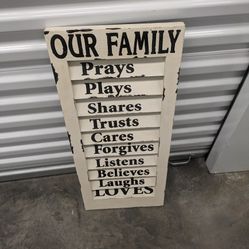 OUR FAMILY
Prays
Plays
Shares
Trusts
Cares
Forgives
Listens
Believes
Laughs
LOVES